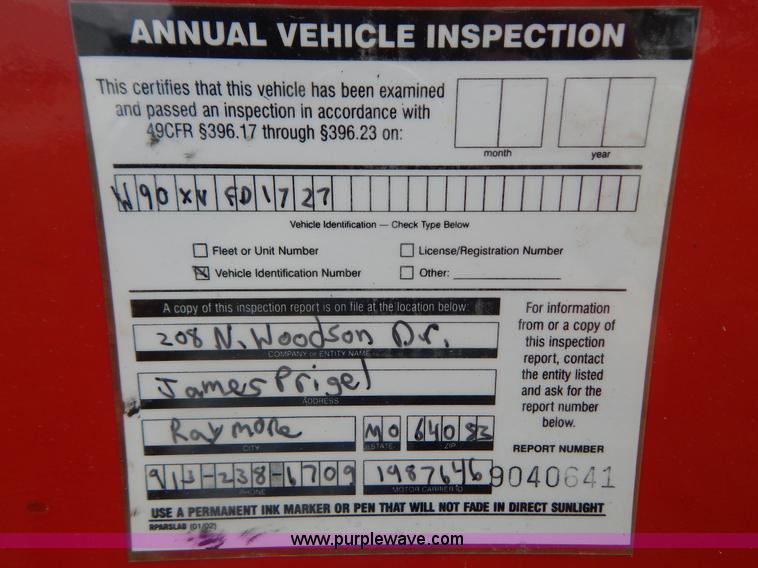 ANNUAL VEHICLE INSPECTION
This certifies that this vehicle has been examined
and passed an inspection in accordance with
49CFR §396.17 through §396.23 on:
month year
W90XVFD1727
Vehicle Identification — Check Type Below
Fleet or Unit Number License/Registration Number
Vehicle Identification Number Other:
A copy of this inspection report is on file at the location below:
208 N. Woodson Dr.
COMPANY or ENTITY NAME
James Prigel
ADDRESS
Raymore MO 64083
CITY STATE ZIP
913-238-6709 1987646
PHONE MOTOR CARRIER ID
For information
from or a copy of
this inspection
report, contact
the entity listed
and ask for the
report number
below.
REPORT NUMBER
9040641
USE A PERMANENT INK MARKER OR PEN THAT WILL NOT FADE IN DIRECT SUNLIGHT
RPARSLAB (01/02)
www.purplewave.com